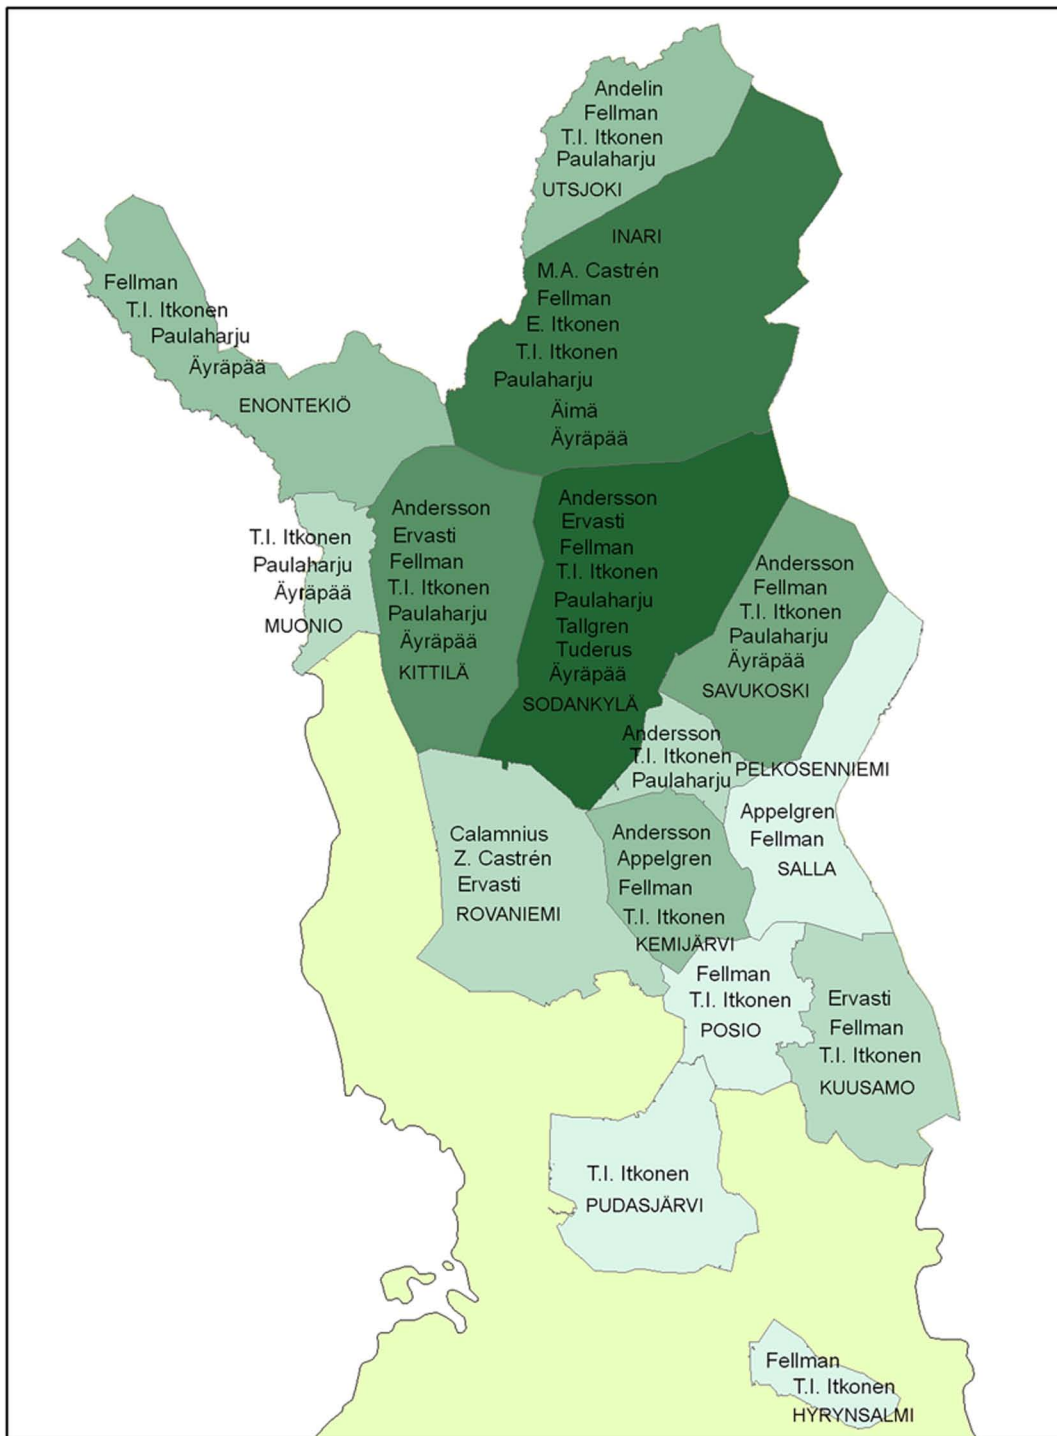 Andelin
Fellman
T.I. Itkonen
Paulaharju
UTSJOKI
INARI
M.A. Castrén
Fellman
E. Itkonen
T.I. Itkonen
Paulaharju
Äimä
Äyräpää
Fellman
T.I. Itkonen
Paulaharju
Äyräpää
ENONTEKIÖ
T.I. Itkonen
Paulaharju
Äyräpää
MUONIO
Andersson
Ervasti
Fellman
T.I. Itkonen
Paulaharju
Äyräpää
KITTILÄ
Andersson
Ervasti
Fellman
T.I. Itkonen
Paulaharju
Tallgren
Tuderus
Äyräpää
SODANKYLÄ
Andersson
Fellman
T.I. Itkonen
Paulaharju
Äyräpää
SAVUKOSKI
Andersson
T.I. Itkonen
Paulaharju
PELKOSENNIEMI
Appelgren
Fellman
SALLA
Calamnius
Z. Castrén
Ervasti
ROVANIEMI
Andersson
Appelgren
Fellman
T.I. Itkonen
KEMIJÄRVI
Fellman
T.I. Itkonen
POSIO
Ervasti
Fellman
T.I. Itkonen
KUUSAMO
T.I. Itkonen
PUDASJÄRVI
Fellman
T.I. Itkonen
HYRYNSALMI